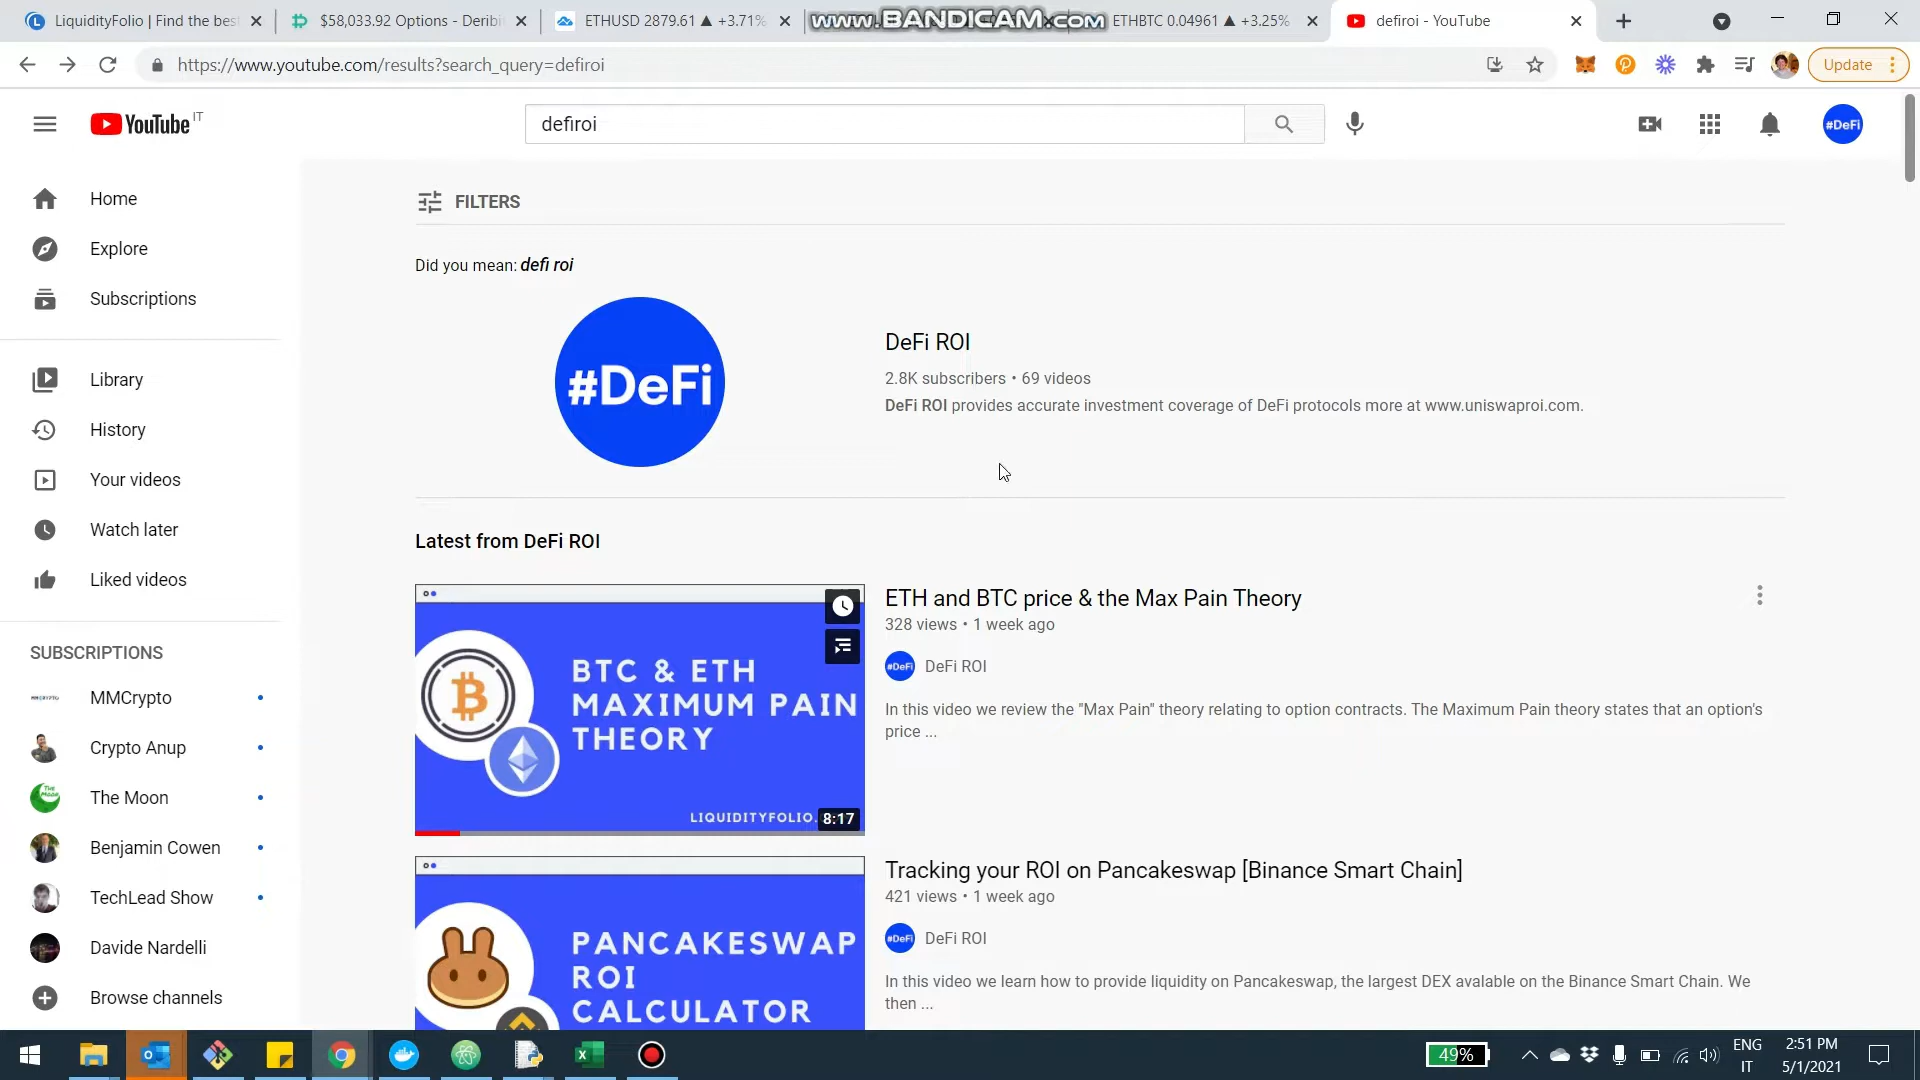 LiquidityFolio | Find the best
$58,033.92 Options - Deribi
ETHUSD 2879.61 ▲ +3.71%
www.BANDICAM.com
ETHBTC 0.04961 ▲ +3.25%
defiroi - YouTube
https://www.youtube.com/results?search_query=defiroi
Update
YouTube IT
defiroi
#DeFi
Home
Explore
Subscriptions
Library
History
Your videos
Watch later
Liked videos
SUBSCRIPTIONS
MMCRYPTO
MMCrypto
Crypto Anup
THE MOON
The Moon
Benjamin Cowen
TechLead Show
Davide Nardelli
Browse channels
FILTERS
Did you mean: defi roi
#DeFi
DeFi ROI
2.8K subscribers • 69 videos
DeFi ROI provides accurate investment coverage of DeFi protocols more at www.uniswaproi.com.
Latest from DeFi ROI
BTC & ETH
MAXIMUM PAIN
THEORY
LIQUIDITYFOLIO.
8:17
ETH and BTC price & the Max Pain Theory
328 views • 1 week ago
#DeFi
DeFi ROI
In this video we review the "Max Pain" theory relating to option contracts. The Maximum Pain theory states that an option's
price ...
PANCAKESWAP
ROI
CALCULATOR
Tracking your ROI on Pancakeswap [Binance Smart Chain]
421 views • 1 week ago
#DeFi
DeFi ROI
In this video we learn how to provide liquidity on Pancakeswap, the largest DEX avalable on the Binance Smart Chain. We
then ...
49%
ENG
IT
2:51 PM
5/1/2021